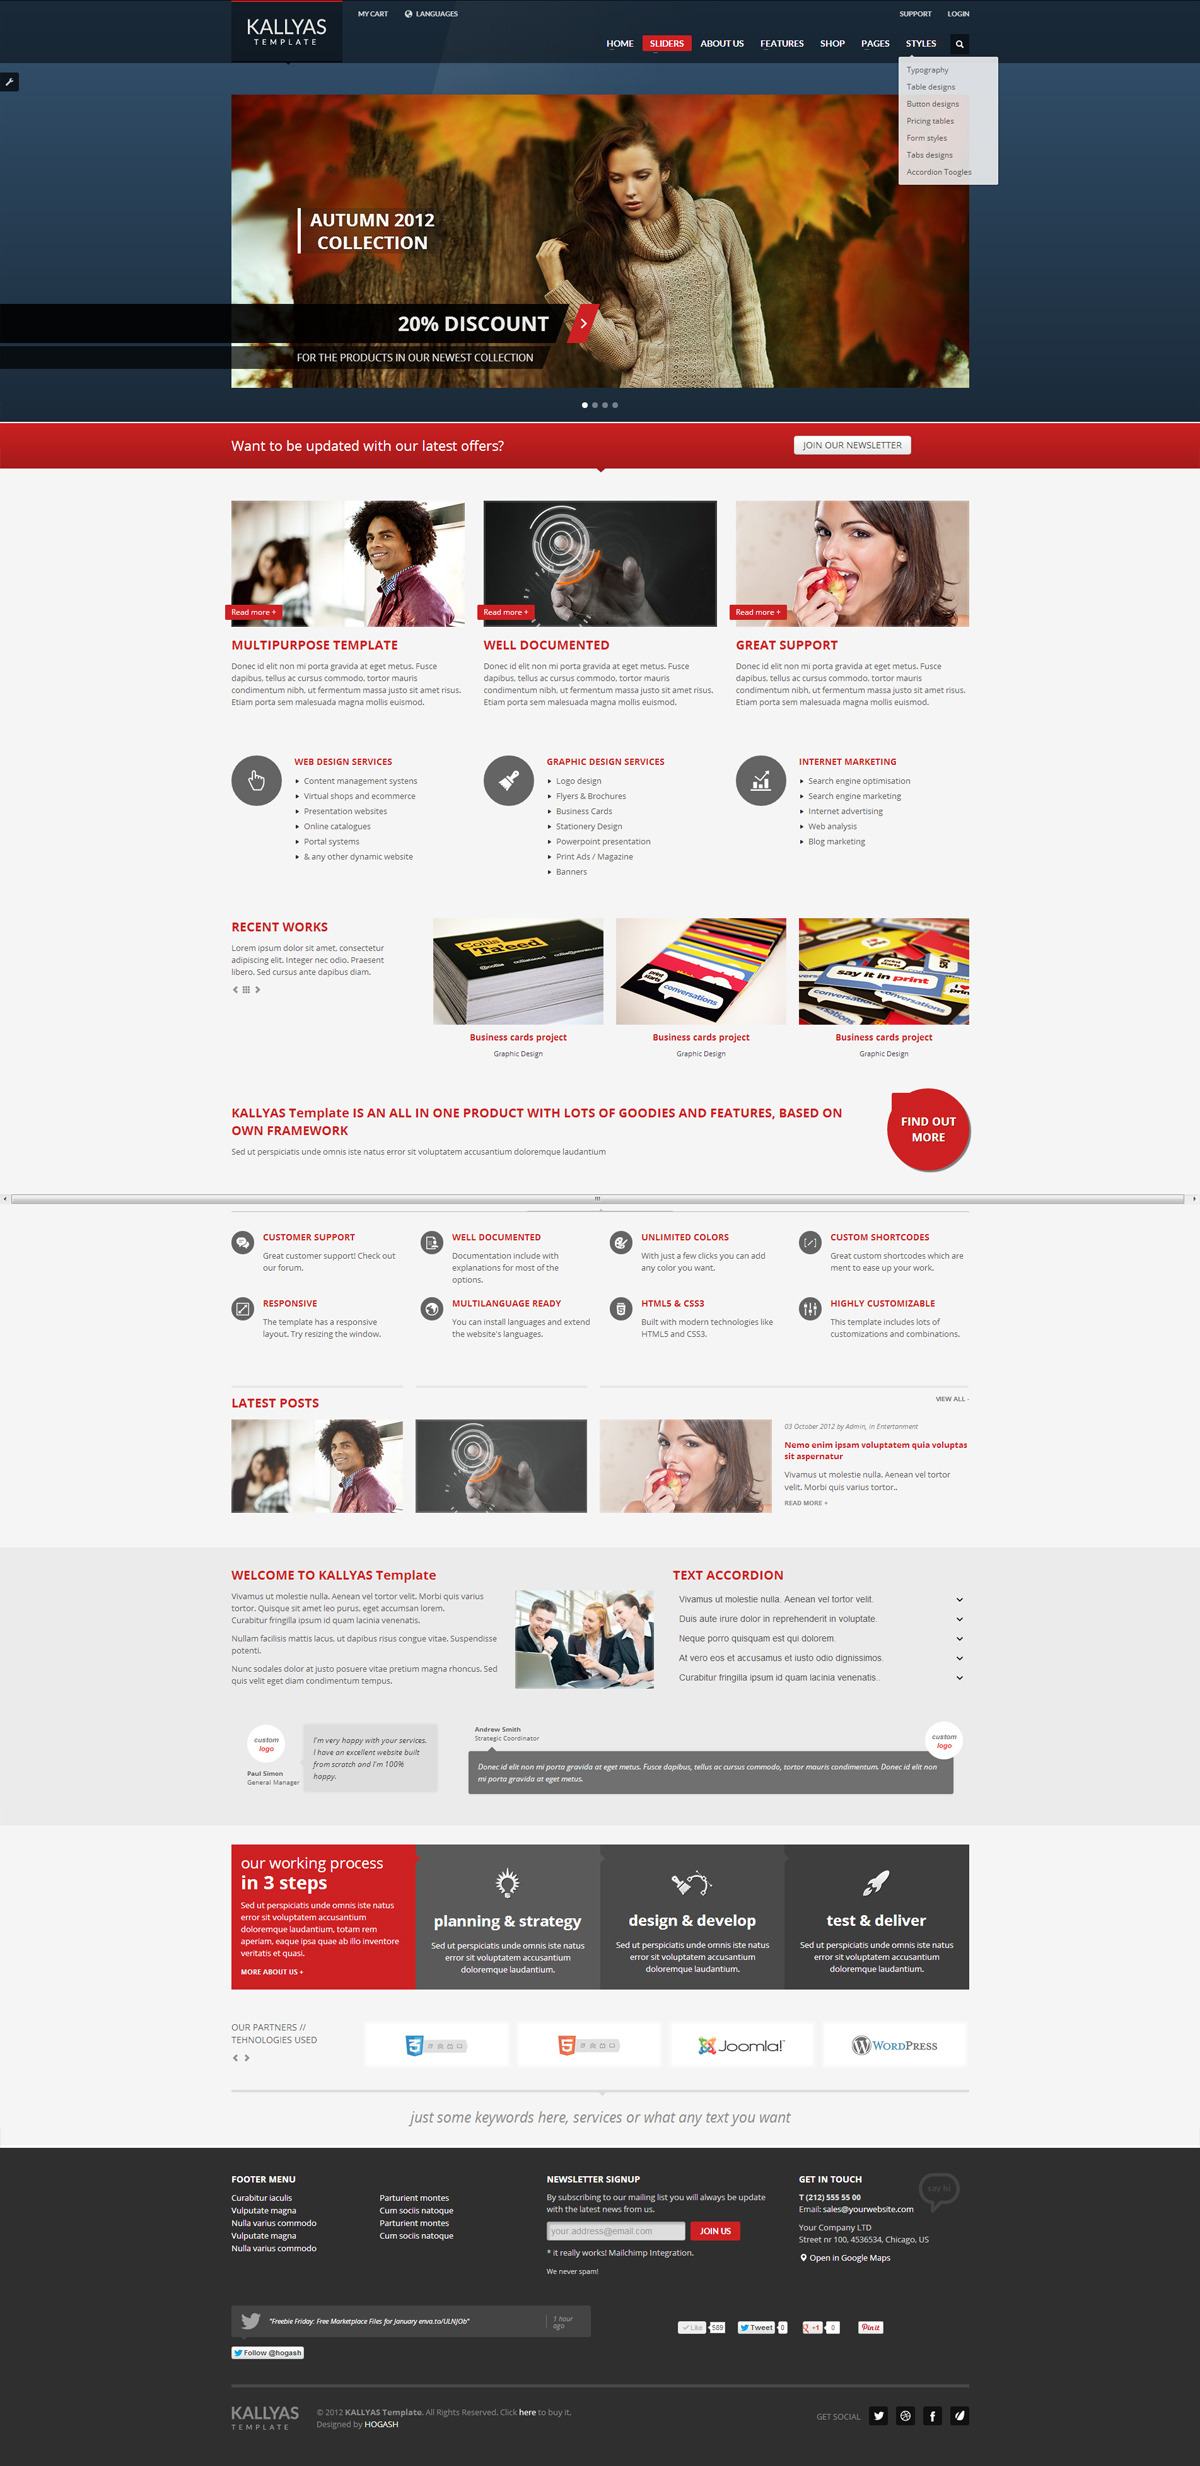 KALLYAS
TEMPLATE
MY CART
LANGUAGES
SUPPORT
LOGIN
HOME
SLIDERS
ABOUT US
FEATURES
SHOP
PAGES
STYLES
Typography
Table designs
Button designs
Pricing tables
Form styles
Tabs designs
Accordion Toogles
AUTUMN 2012
COLLECTION
20% DISCOUNT
FOR THE PRODUCTS IN OUR NEWEST COLLECTION
Want to be updated with our latest offers?
JOIN OUR NEWSLETTER
Read more +
MULTIPURPOSE TEMPLATE
Donec id elit non mi porta gravida at eget metus. Fusce
dapibus, tellus ac cursus commodo, tortor mauris
condimentum nibh, ut fermentum massa justo sit amet risus.
Etiam porta sem malesuada magna mollis euismod.
Read more +
WELL DOCUMENTED
Donec id elit non mi porta gravida at eget metus. Fusce
dapibus, tellus ac cursus commodo, tortor mauris
condimentum nibh, ut fermentum massa justo sit amet risus.
Etiam porta sem malesuada magna mollis euismod.
Read more +
GREAT SUPPORT
Donec id elit non mi porta gravida at eget metus. Fusce
dapibus, tellus ac cursus commodo, tortor mauris
condimentum nibh, ut fermentum massa justo sit amet risus.
Etiam porta sem malesuada magna mollis euismod.
WEB DESIGN SERVICES
Content management systens
Virtual shops and ecommerce
Presentation websites
Online catalogues
Portal systems
& any other dynamic website
GRAPHIC DESIGN SERVICES
Logo design
Flyers & Brochures
Business Cards
Stationery Design
Powerpoint presentation
Print Ads / Magazine
Banners
INTERNET MARKETING
Search engine optimisation
Search engine marketing
Internet advertising
Web analysis
Blog marketing
RECENT WORKS
Lorem ipsum dolor sit amet, consectetur
adipiscing elit. Integer nec odio. Praesent
libero. Sed cursus ante dapibus diam.
Collis
Ta'eed
Business cards project
Graphic Design
print
starts
conversations
Business cards project
Graphic Design
say it in print
conversations
Business cards project
Graphic Design
KALLYAS Template IS AN ALL IN ONE PRODUCT WITH LOTS OF GOODIES AND FEATURES, BASED ON
OWN FRAMEWORK
Sed ut perspiciatis unde omnis iste natus error sit voluptatem accusantium doloremque laudantium
FIND OUT
MORE
CUSTOMER SUPPORT
Great customer support! Check out
our forum.
WELL DOCUMENTED
Documentation include with
explanations for most of the
options.
UNLIMITED COLORS
With just a few clicks you can add
any color you want.
CUSTOM SHORTCODES
Great custom shortcodes which are
ment to ease up your work.
RESPONSIVE
The template has a responsive
layout. Try resizing the window.
MULTILANGUAGE READY
You can install languages and extend
the website's languages.
HTML5 & CSS3
Built with modern technologies like
HTML5 and CSS3.
HIGHLY CUSTOMIZABLE
This template includes lots of
customizations and combinations.
LATEST POSTS
VIEW ALL -
03 October 2012 by Admin, in Entertanment
Nemo enim ipsam voluptatem quia voluptas
sit aspernatur
Vivamus ut molestie nulla. Aenean vel tortor
velit. Morbi quis varius tortor..
READ MORE +
WELCOME TO KALLYAS Template
Vivamus ut molestie nulla. Aenean vel tortor velit. Morbi quis varius
tortor. Quisque sit amet leo purus, eget accumsan lorem.
Curabitur fringilla ipsum id quam lacinia venenatis.
Nullam facilisis mattis lacus, ut dapibus risus congue vitae. Suspendisse
potenti.
Nunc sodales dolor at justo posuere vitae pretium magna rhoncus. Sed
quis velit eget diam condimentum tempus.
TEXT ACCORDION
Vivamus ut molestie nulla. Aenean vel tortor velit.
Duis aute irure dolor in reprehenderit in voluptate.
Neque porro quisquam est qui dolorem.
At vero eos et accusamus et iusto odio dignissimos.
Curabitur fringilla ipsum id quam lacinia venenatis..
custom
logo
Paul Simon
General Manager
I'm very happy with your services.
I have an excellent website built
from scratch and I'm 100%
happy.
Andrew Smith
Strategic Coordinator
custom
logo
Donec id elit non mi porta gravida at eget metus. Fusce dapibus, tellus ac cursus commodo, tortor mauris condimentum. Donec id elit non
mi porta gravida at eget metus.
our working process
in 3 steps
Sed ut perspiciatis unde omnis iste natus
error sit voluptatem accusantium
doloremque laudantium, totam rem
aperiam, eaque ipsa quae ab illo inventore
veritatis et quasi.
MORE ABOUT US +
planning & strategy
Sed ut perspiciatis unde omnis iste natus
error sit voluptatem accusantium
doloremque laudantium.
design & develop
Sed ut perspiciatis unde omnis iste natus
error sit voluptatem accusantium
doloremque laudantium.
test & deliver
Sed ut perspiciatis unde omnis iste natus
error sit voluptatem accusantium
doloremque laudantium.
OUR PARTNERS //
TEHNOLOGIES USED
Joomla!
WORDPRESS
just some keywords here, services or what any text you want
FOOTER MENU
Curabitur iaculis
Vulputate magna
Nulla varius commodo
Vulputate magna
Nulla varius commodo
Parturient montes
Cum sociis natoque
Parturient montes
Cum sociis natoque
NEWSLETTER SIGNUP
By subscribing to our mailing list you will always be update
with the latest news from us.
your.address@email.com
JOIN US
* it really works! Mailchimp Integration.
We never spam!
GET IN TOUCH
say hi
T (212) 555 55 00
Email: sales@yourwebsite.com
Your Company LTD
Street nr 100, 4536534, Chicago, US
Open in Google Maps
"Freebie Friday: Free Marketplace Files for January enva.to/ULNJOb"
1 hour
ago
Follow @hogash
Like
589
Tweet
0
+1
0
Pin it
KALLYAS
TEMPLATE
© 2012 KALLYAS Template. All Rights Reserved. Click here to buy it.
Designed by HOGASH
GET SOCIAL